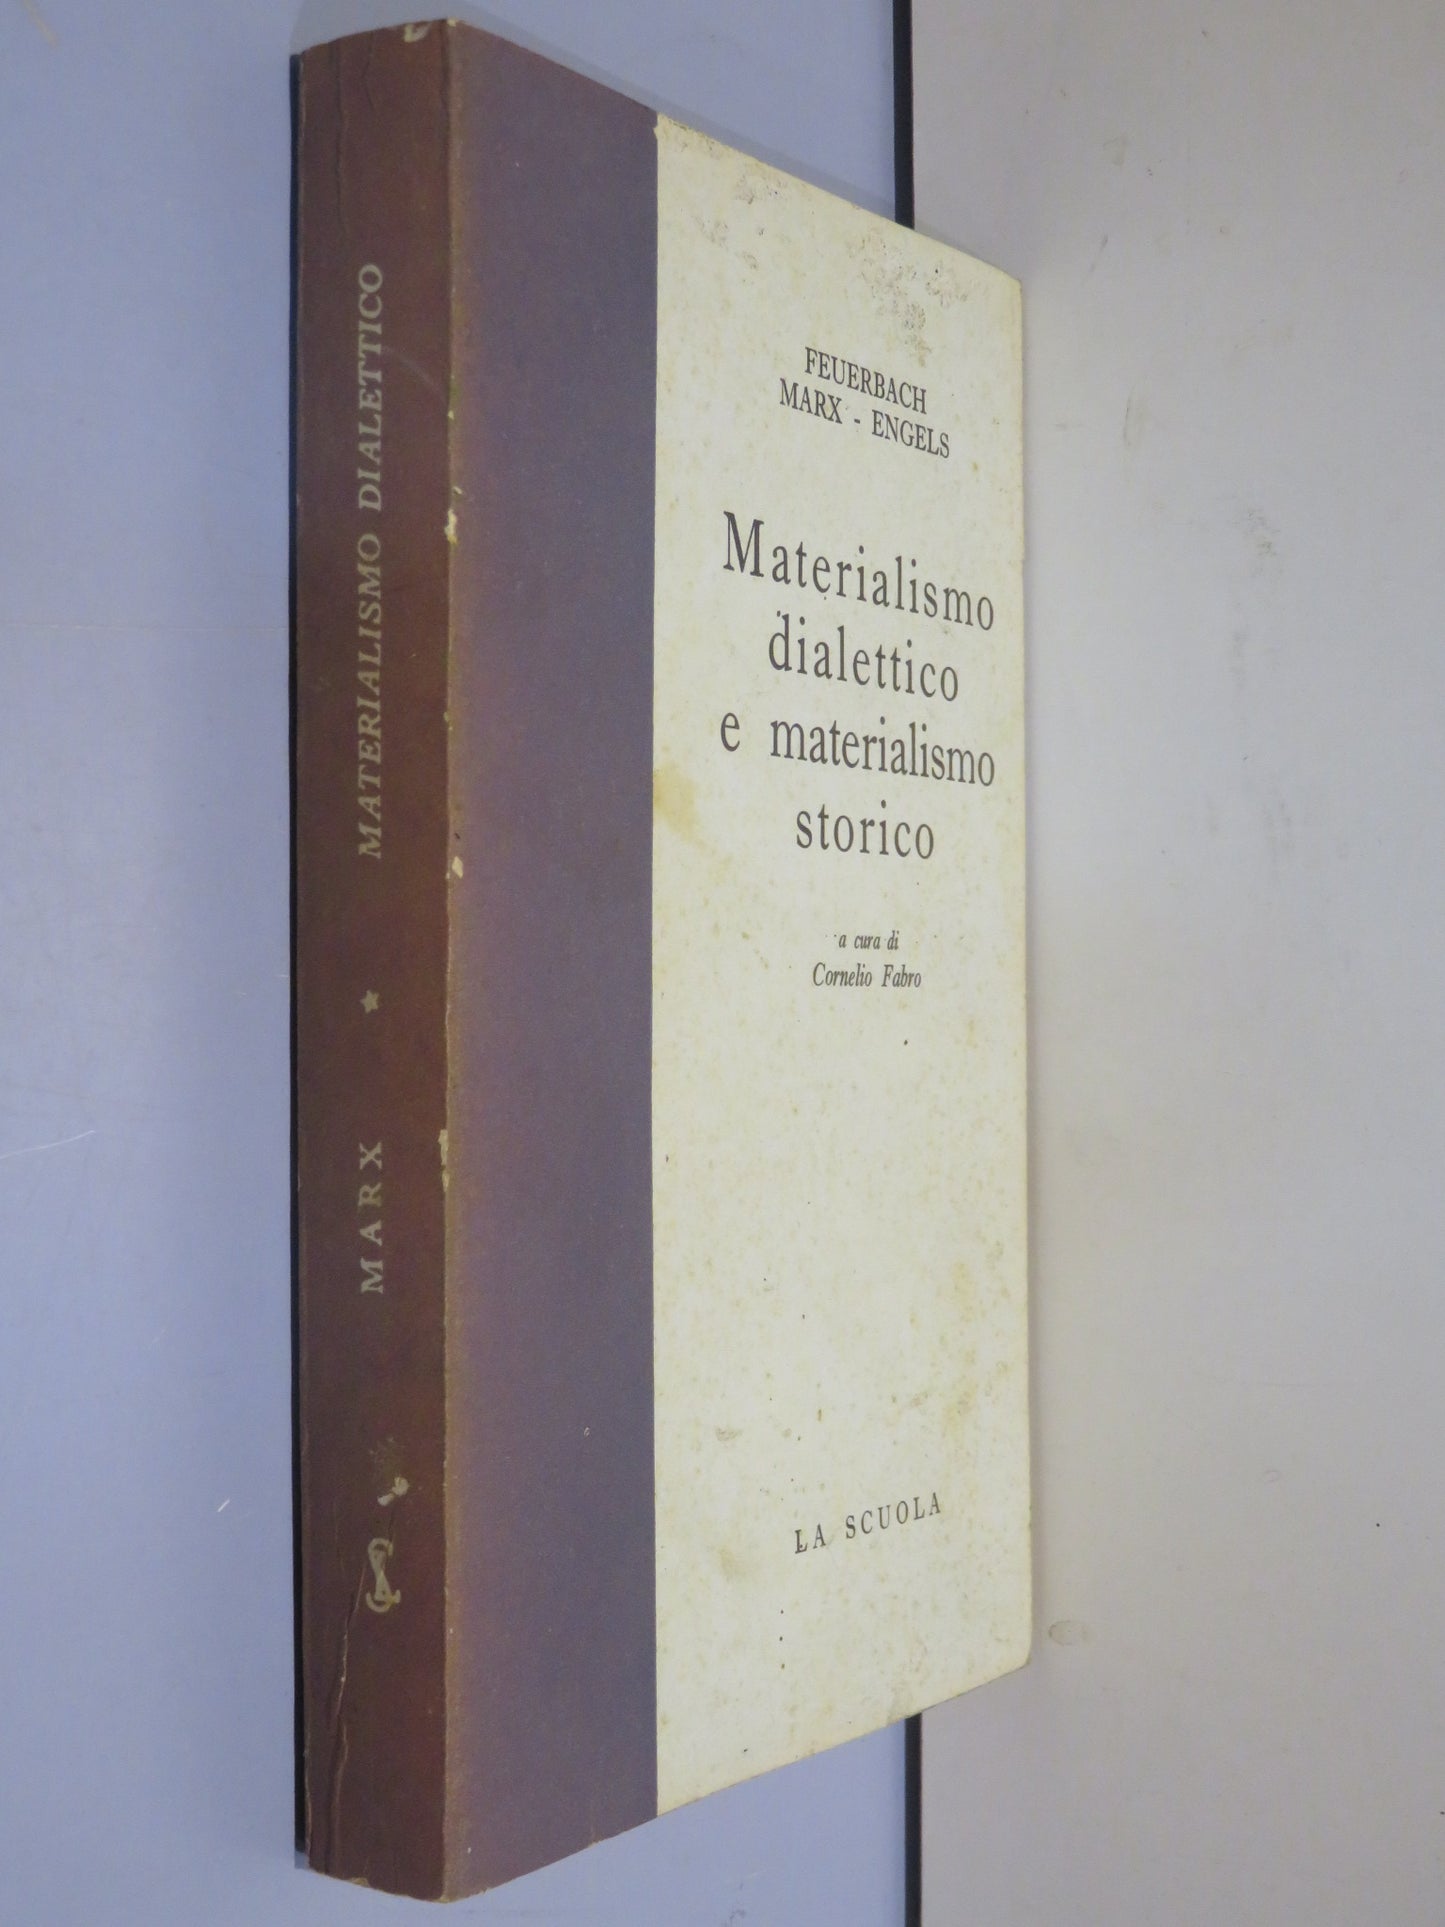 FEUERBACH
MARX - ENGELS
Materialismo
dialettico
e materialismo
storico
a cura di
Cornelio Fabro
LA SCUOLA
MARX ★ MATERIALISMO DIALETTICO